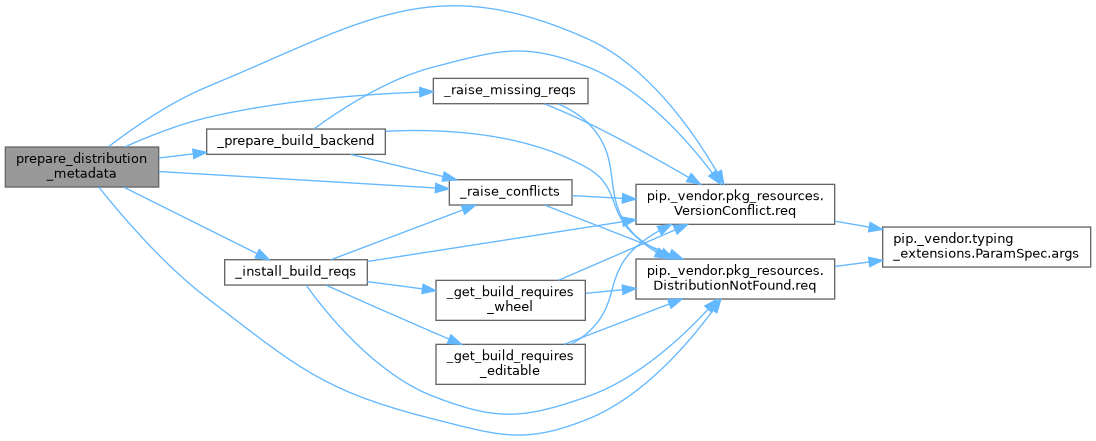 prepare_distribution
_metadata
_prepare_build_backend
_install_build_reqs
_raise_missing_reqs
_raise_conflicts
_get_build_requires
_wheel
_get_build_requires
_editable
pip._vendor.pkg_resources.
VersionConflict.req
pip._vendor.pkg_resources.
DistributionNotFound.req
pip._vendor.typing
_extensions.ParamSpec.args